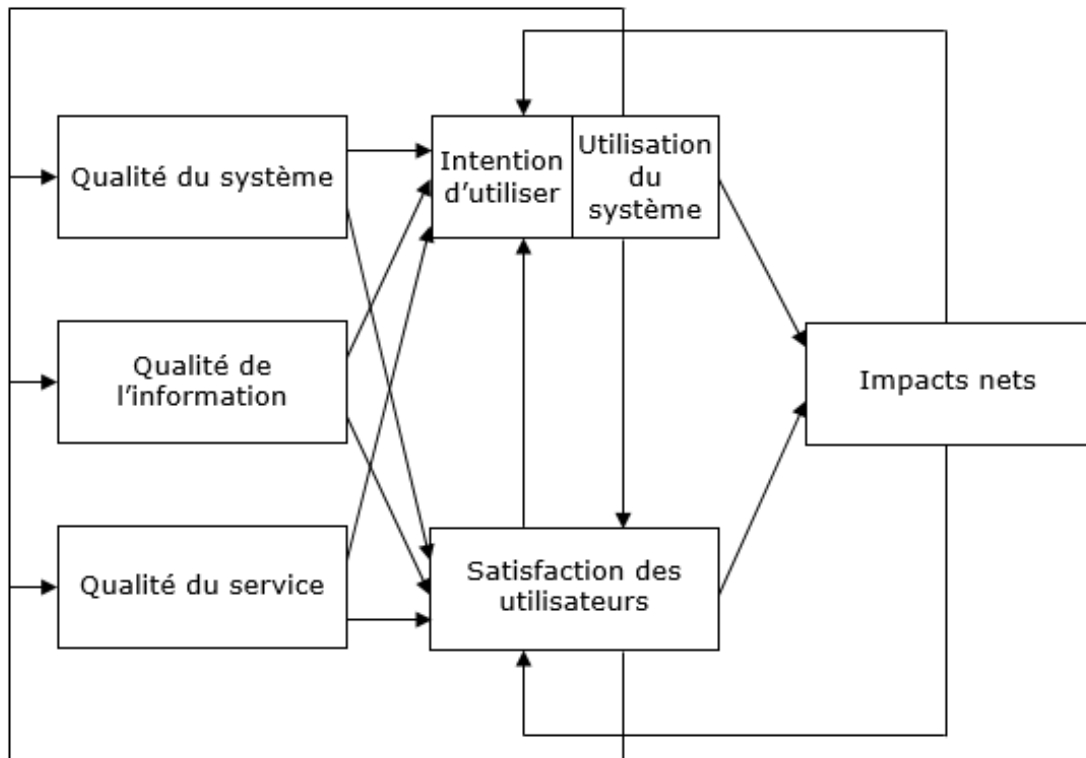 Qualité du système
Intention
d'utiliser
Utilisation
du
système
Qualité de
l'information
Impacts nets
Qualité du service
Satisfaction des
utilisateurs